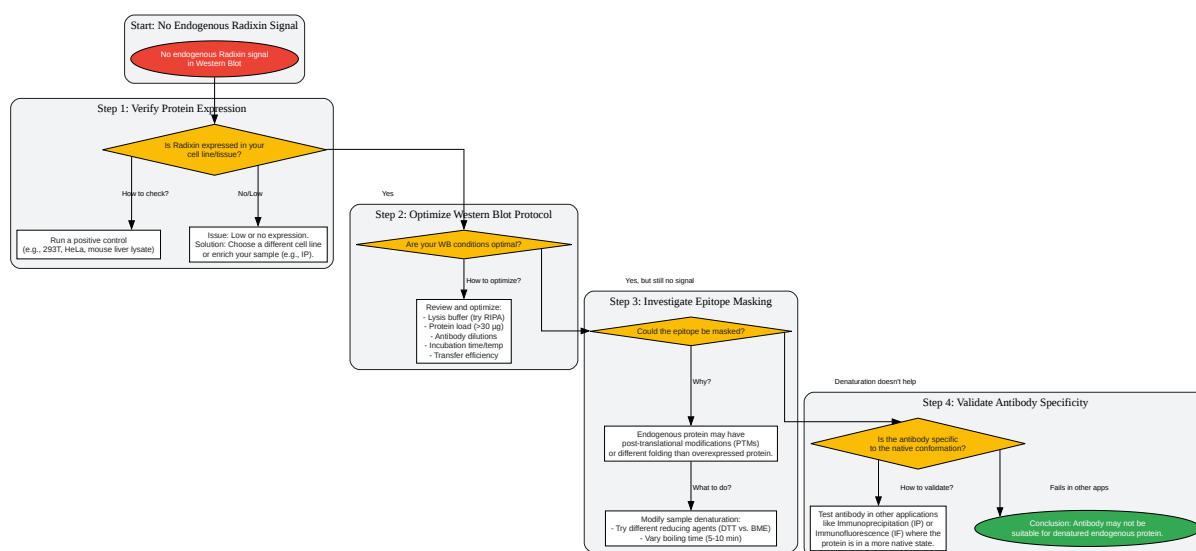 Start: No Endogenous Radixin Signal
No endogenous Radixin signal
in Western Blot
Step 1: Verify Protein Expression
Is Radixin expressed in your
cell line/tissue?
How to check?
No/Low
Yes
Run a positive control
(e.g., 293T, HeLa, mouse liver lysate)
Issue: Low or no expression.
Solution: Choose a different cell line
or enrich your sample (e.g., IP).
Step 2: Optimize Western Blot Protocol
Are your WB conditions optimal?
How to optimize?
Yes, but still no signal
Review and optimize:
- Lysis buffer (try RIPA)
- Protein load (>30 µg)
- Antibody dilutions
- Incubation time/temp
- Transfer efficiency
Step 3: Investigate Epitope Masking
Could the epitope be masked?
Why?
Denaturation doesn't help
Endogenous protein may have
post-translational modifications (PTMs)
or different folding than overexpressed protein.
What to do?
Modify sample denaturation:
- Try different reducing agents (DTT vs. BME)
- Vary boiling time (5-10 min)
Step 4: Validate Antibody Specificity
Is the antibody specific
to the native conformation?
How to validate?
Fails in other apps
Test antibody in other applications
like Immunoprecipitation (IP) or
Immunofluorescence (IF) where the
protein is in a more native state.
Conclusion: Antibody may not be
suitable for denatured endogenous protein.